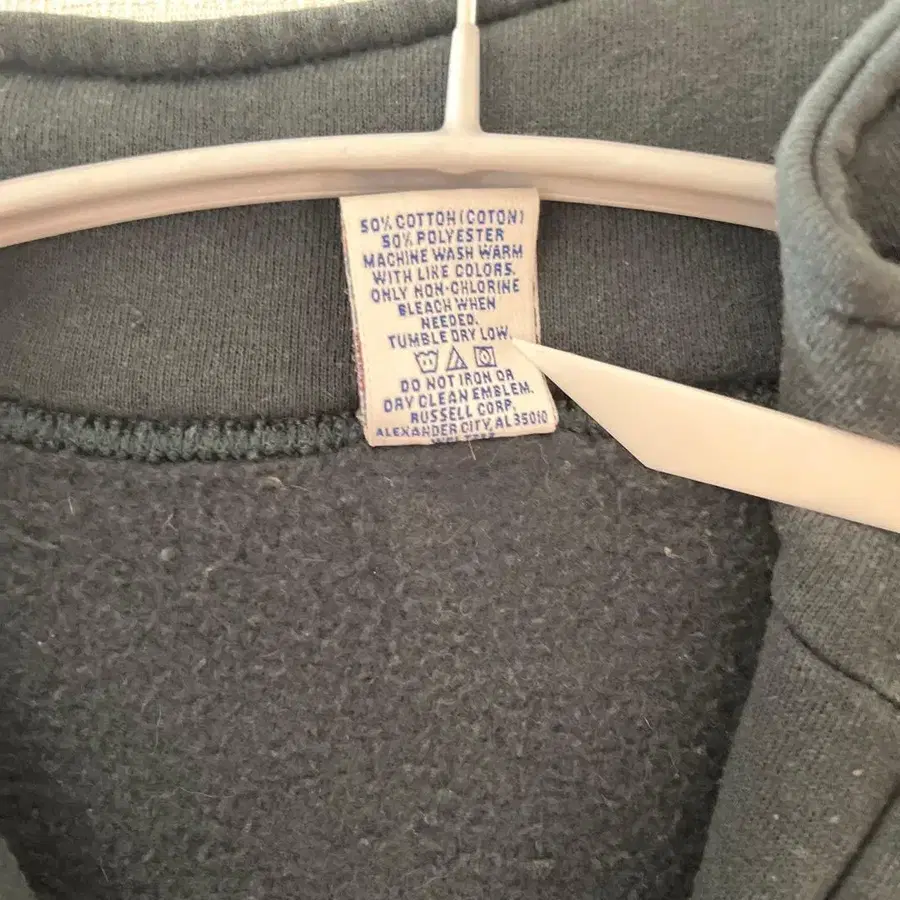 50% COTTON (COTON)
50% POLYESTER
MACHINE WASH WARM
WITH LIKE COLORS.
ONLY NON-CHLORINE
BLEACH WHEN
NEEDED.
TUMBLE DRY LOW.
DO NOT IRON OR
DRY CLEAN EMBLEM.
RUSSELL CORP.
ALEXANDER CITY, AL 35010